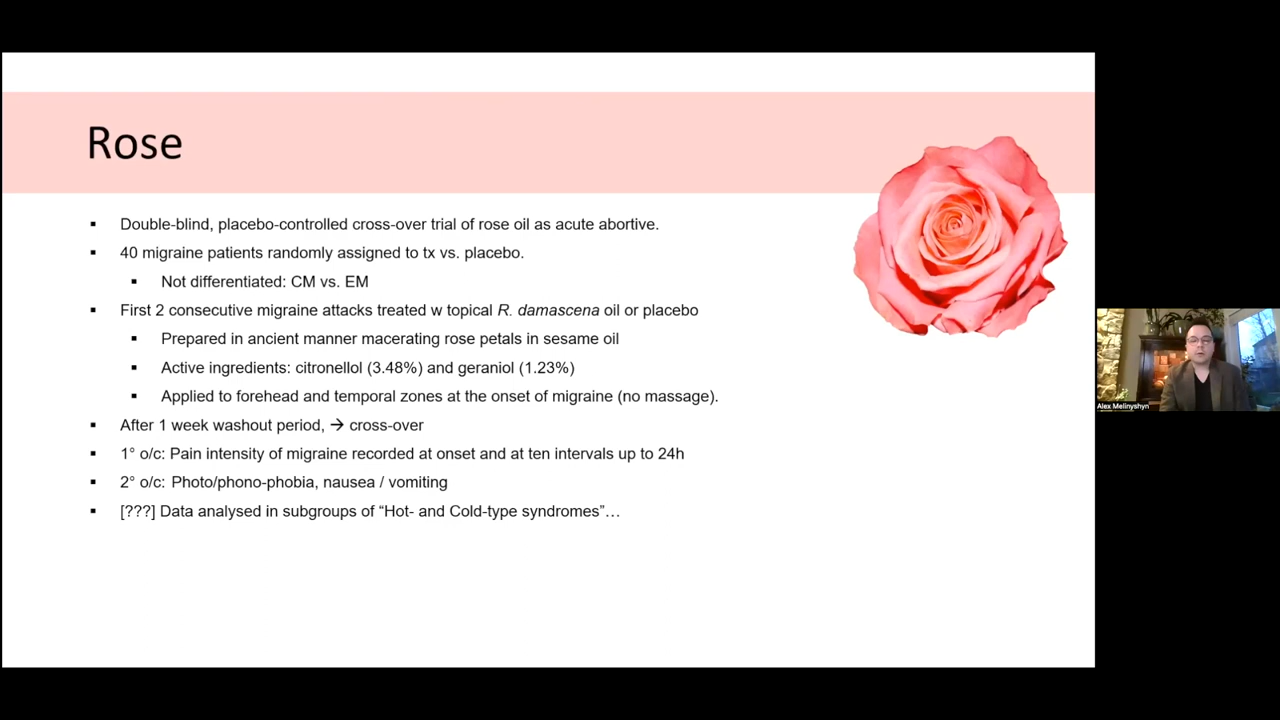 Rose
▪ Double-blind, placebo-controlled cross-over trial of rose oil as acute abortive.
▪ 40 migraine patients randomly assigned to tx vs. placebo.
▪ Not differentiated: CM vs. EM
▪ First 2 consecutive migraine attacks treated w topical R. damascena oil or placebo
▪ Prepared in ancient manner macerating rose petals in sesame oil
▪ Active ingredients: citronellol (3.48%) and geraniol (1.23%)
▪ Applied to forehead and temporal zones at the onset of migraine (no massage).
▪ After 1 week washout period, → cross-over
▪ 1° o/c: Pain intensity of migraine recorded at onset and at ten intervals up to 24h
▪ 2° o/c: Photo/phono-phobia, nausea / vomiting
▪ [???] Data analysed in subgroups of “Hot- and Cold-type syndromes”…
Alex Melinyshyn